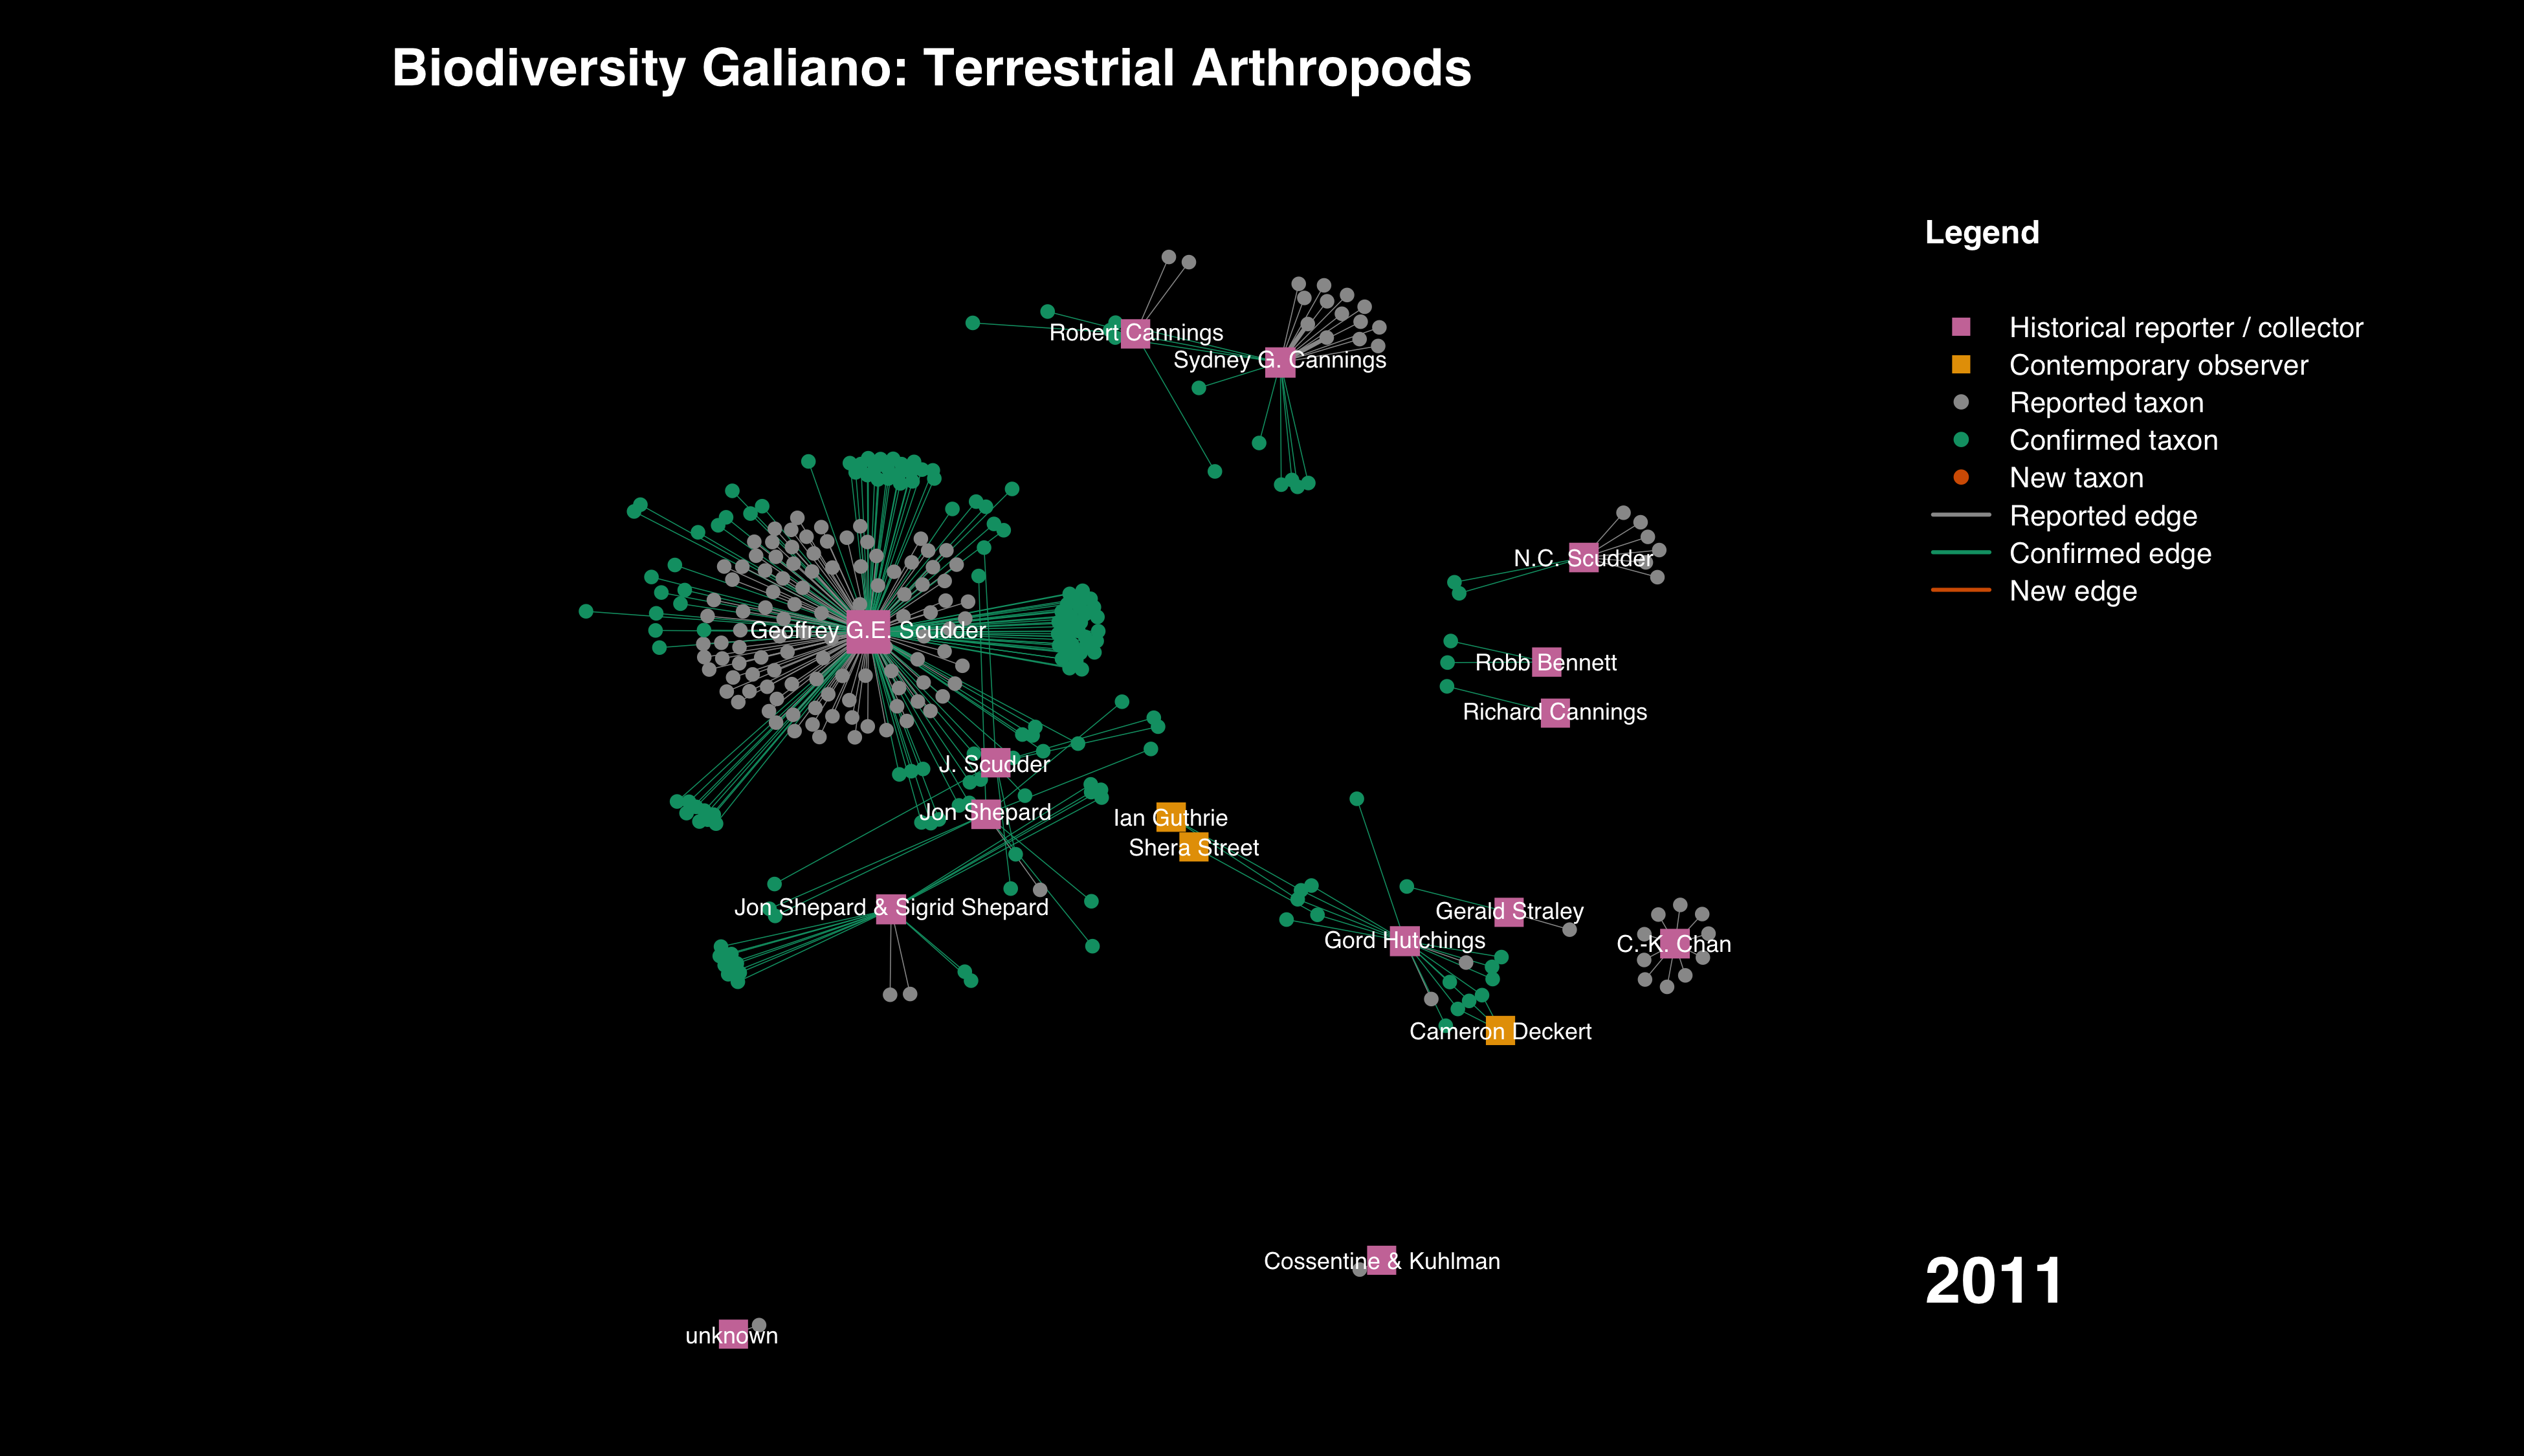 Biodiversity Galiano: Terrestrial Arthropods
Legend
Historical reporter / collector
Contemporary observer
Reported taxon
Confirmed taxon
New taxon
Reported edge
Confirmed edge
New edge
Robert Cannings
Sydney G. Cannings
N.C. Scudder
Geoffrey G.E. Scudder
Robb Bennett
Richard Cannings
J. Scudder
Jon Shepard
Ian Guthrie
Shera Street
Jon Shepard & Sigrid Shepard
Gerald Straley
Gord Hutchings
C.-K. Chan
Cameron Deckert
Cossentine & Kuhlman
2011
unknown